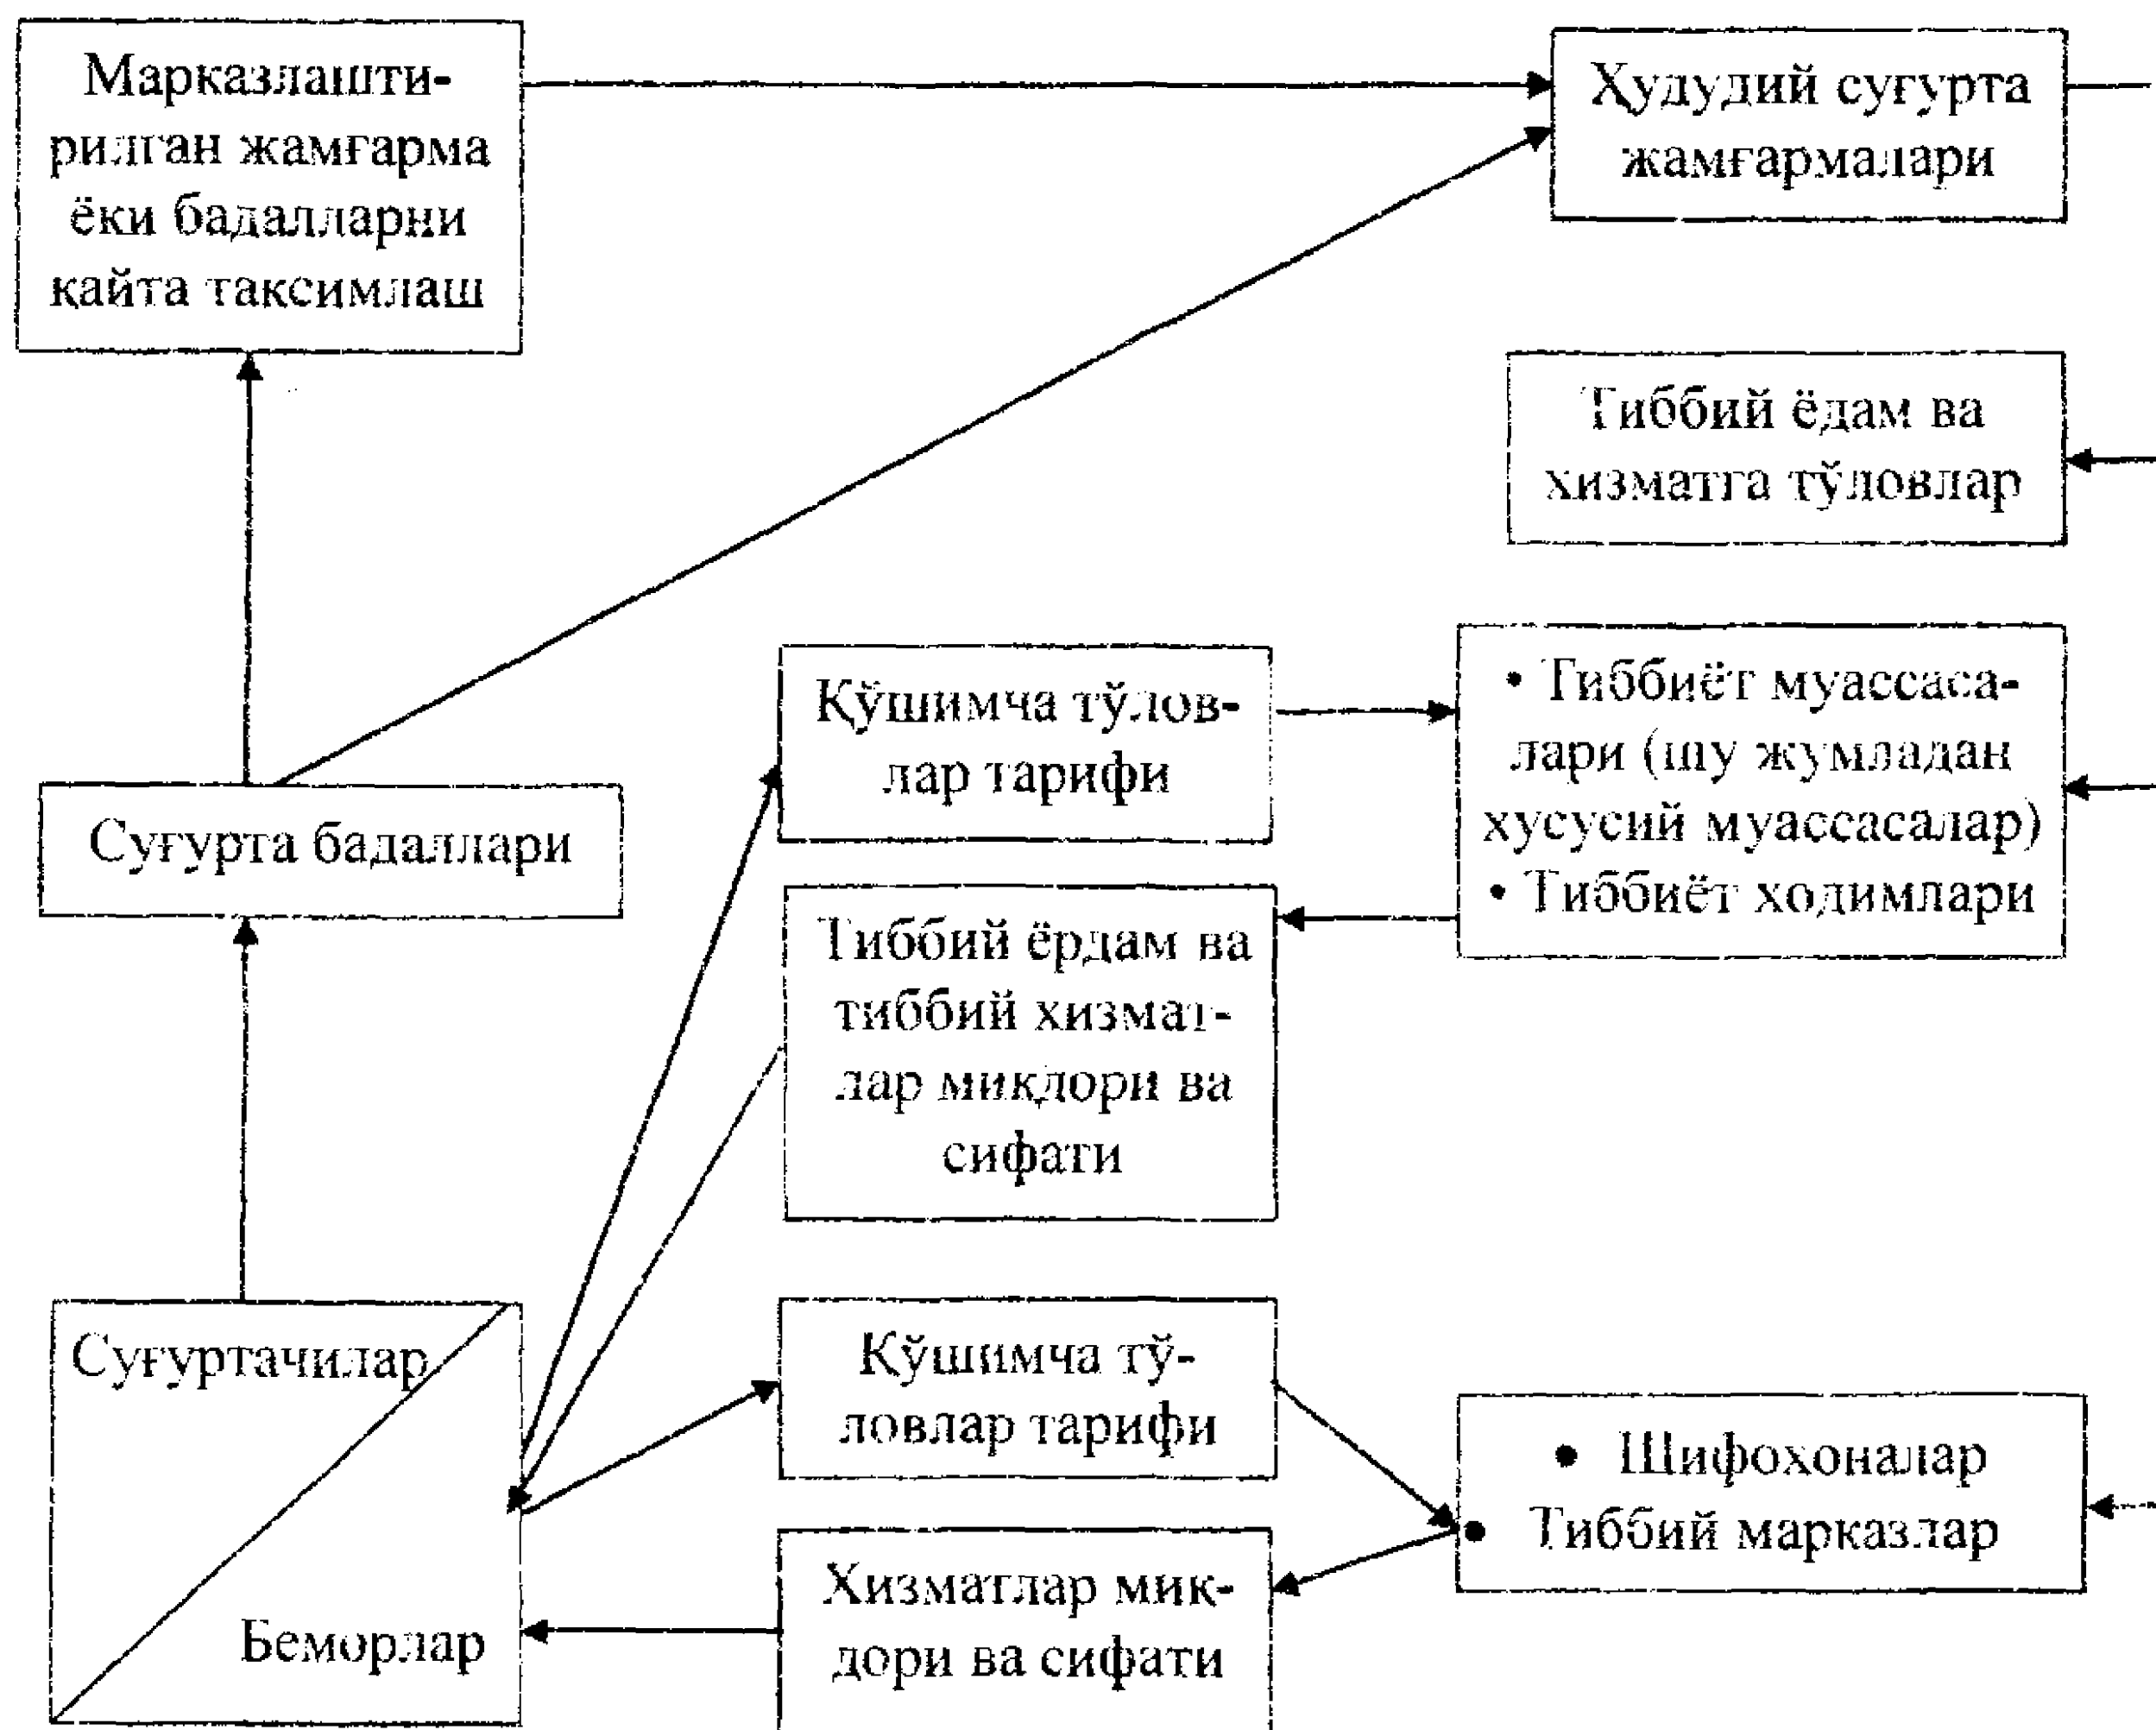 Марказлашти-
рилган жамғарма
ёки бадалларни
қайта тақсимлаш
Ҳудудий суғурта
жамғармалари
Тиббий ёдам ва
хизматга тўловлар
Қўшимча тўлов-
лар тарифи
• Тиббиёт муассаса-
лари (шу жумладан
хусусий муассасалар)
• Тиббиёт ходимлари
Суғурта бадаллари
Тиббий ёрдам ва
тиббий хизмат-
лар миқдори ва
сифати
Суғуртачилар
Беморлар
Қўшимча тў-
ловлар тарифи
• Шифохоналар
• Тиббий марказлар
Хизматлар миқ-
дори ва сифати